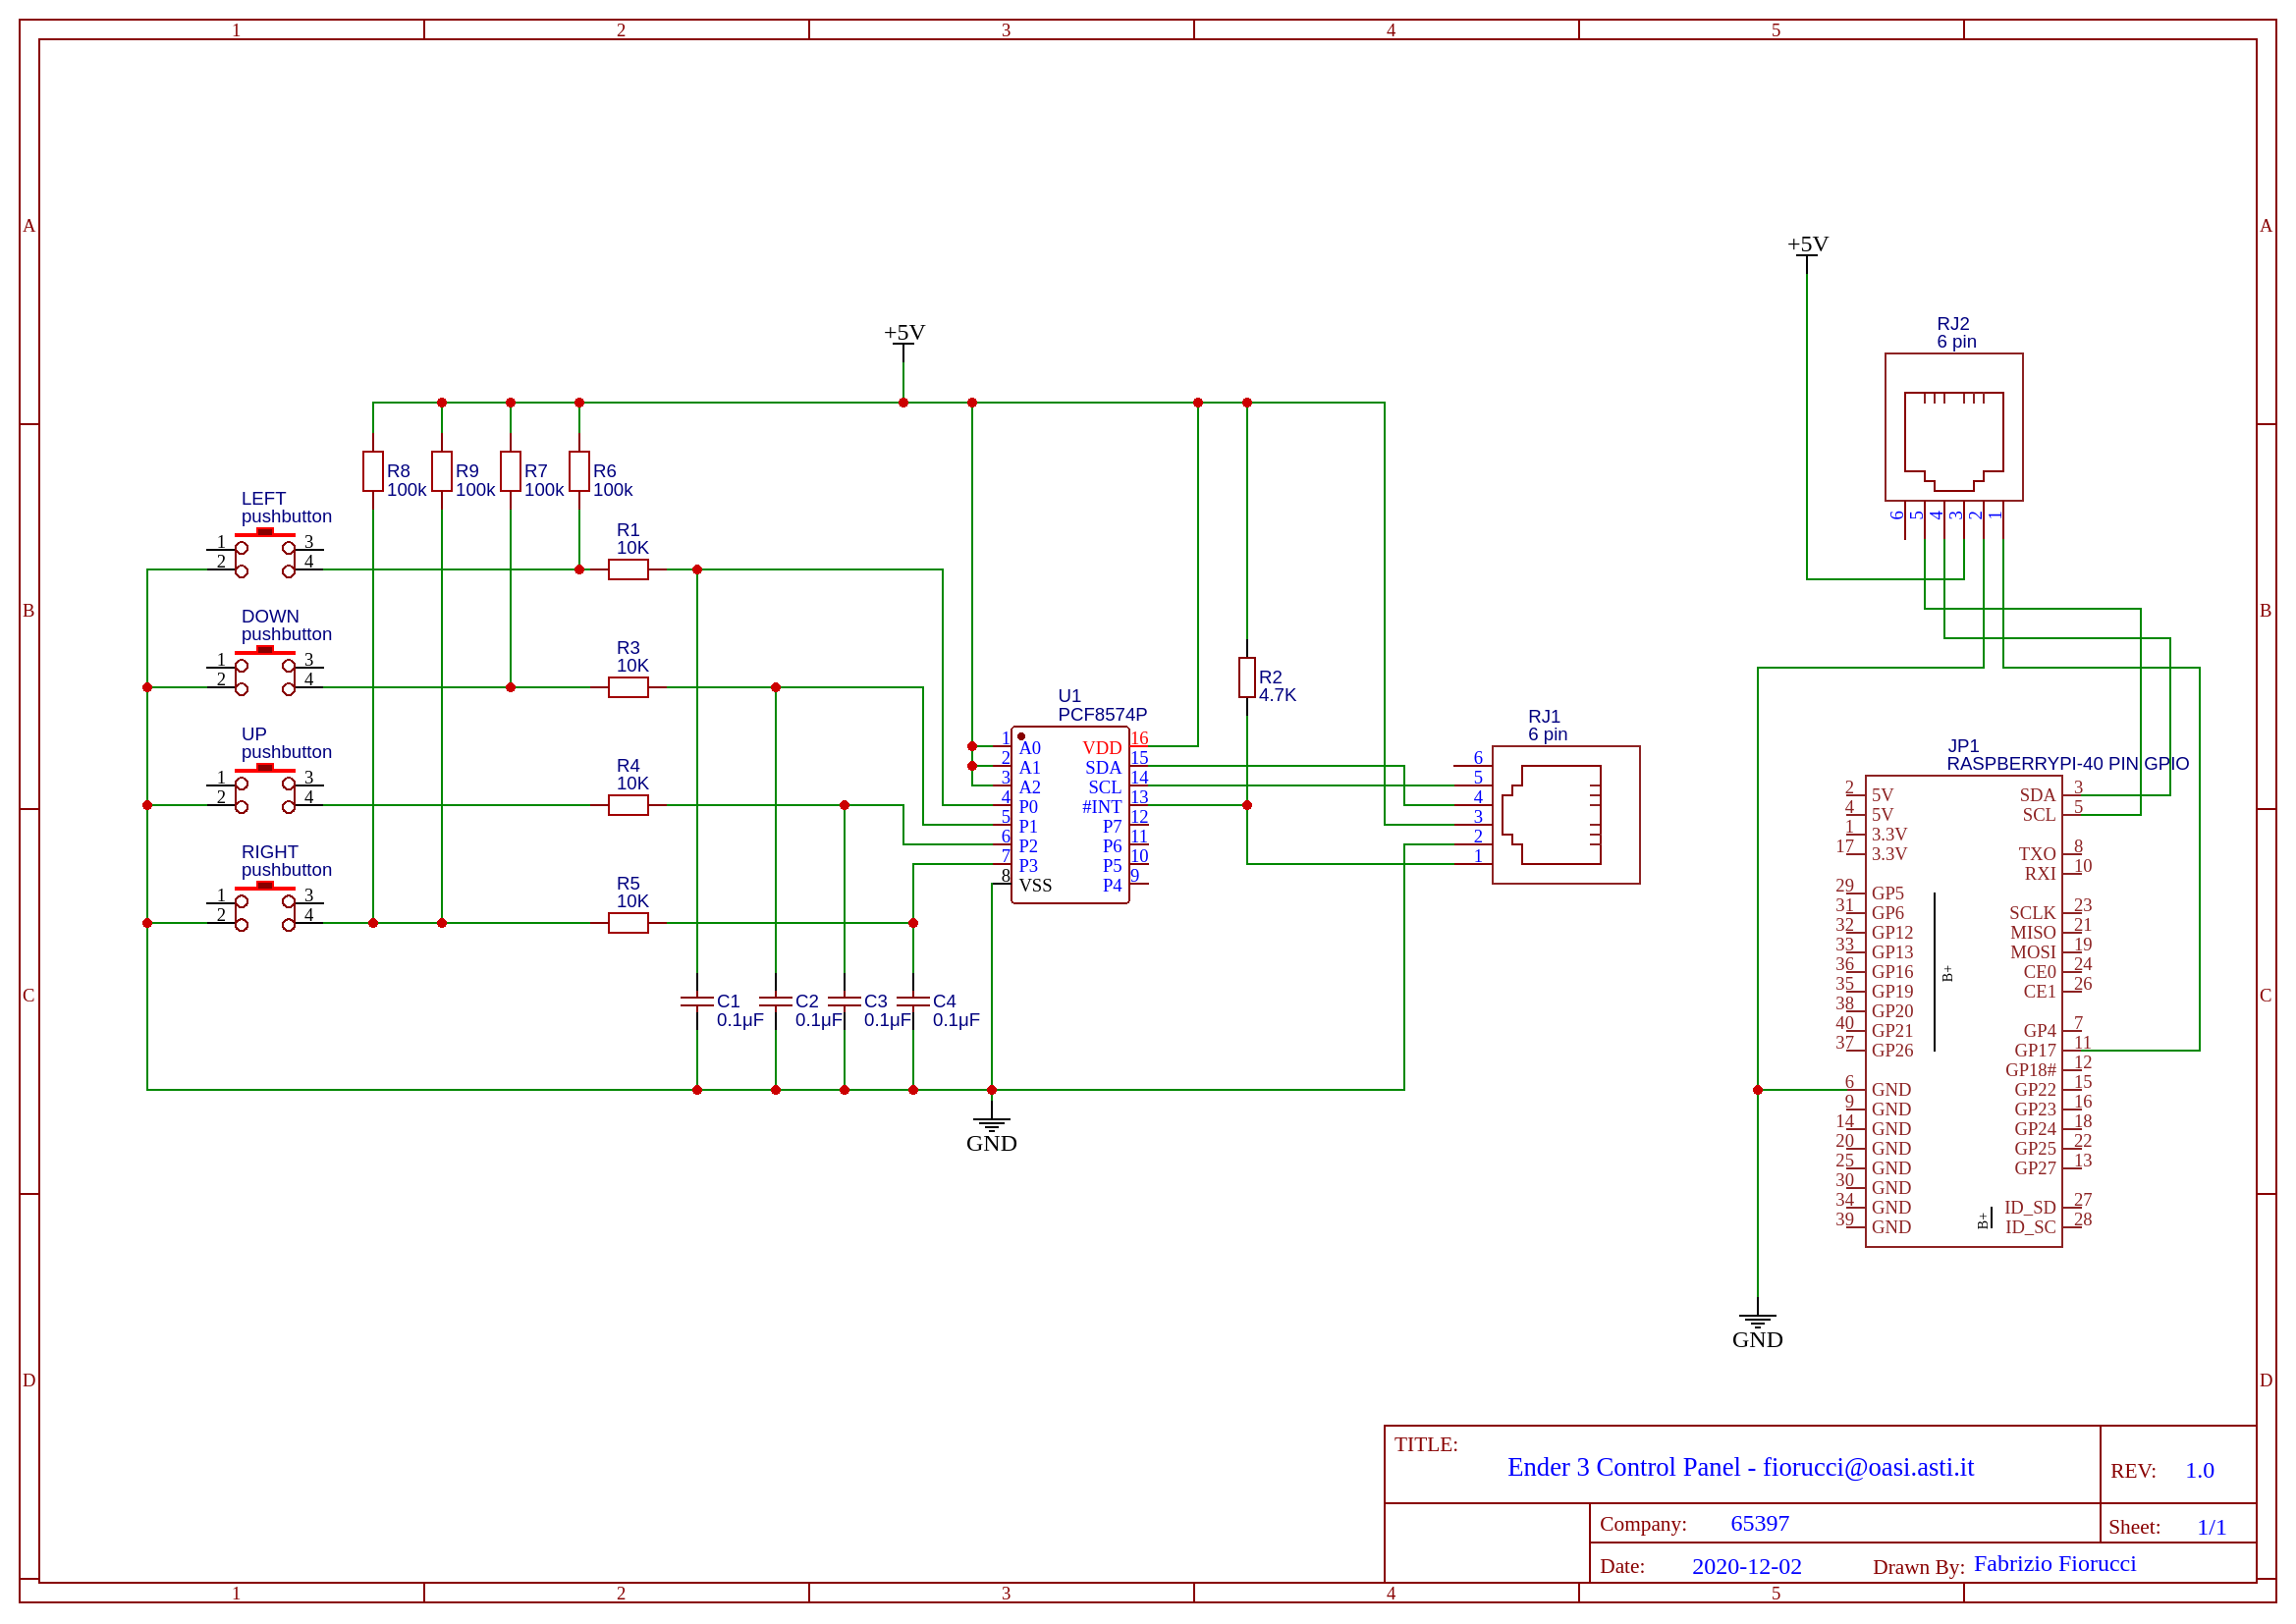 1 2 3 4 5
A A
+5V
RJ2
6 pin
6 5 4 3 2 1
+5V
R8
100k
R9
100k
R7
100k
R6
100k
LEFT
pushbutton
1 3
2 4
R1
10K
B B
DOWN
pushbutton
1 3
2 4
R3
10K
R2
4.7K
UP
pushbutton
1 3
2 4
R4
10K
RIGHT
pushbutton
1 3
2 4
R5
10K
U1
PCF8574P
1 A0 VDD 16
2 A1 SDA 15
3 A2 SCL 14
4 P0 #INT 13
5 P1 P7 12
6 P2 P6 11
7 P3 P5 10
8 VSS P4 9
RJ1
6 pin
6
5
4
3
2
1
C1
0.1μF
C2
0.1μF
C3
0.1μF
C4
0.1μF
GND
JP1
RASPBERRYPI-40 PIN GPIO
2 5V SDA 3
4 5V SCL 5
1 3.3V
17 3.3V TXO 8
RXI 10
29 GP5
31 GP6 SCLK 23
32 GP12 MISO 21
33 GP13 MOSI 19
36 GP16 CE0 24
35 GP19 CE1 26
38 GP20
40 GP21 GP4 7
37 GP26 GP17 11
GP18# 12
6 GND GP22 15
9 GND GP23 16
14 GND GP24 18
20 GND GP25 22
25 GND GP27 13
30 GND
34 GND ID_SD 27
39 GND ID_SC 28
B+
B+
C C
GND
D D
TITLE:
Ender 3 Control Panel - fiorucci@oasi.asti.it
REV: 1.0
Company: 65397
Sheet: 1/1
Date: 2020-12-02 Drawn By: Fabrizio Fiorucci
1 2 3 4 5